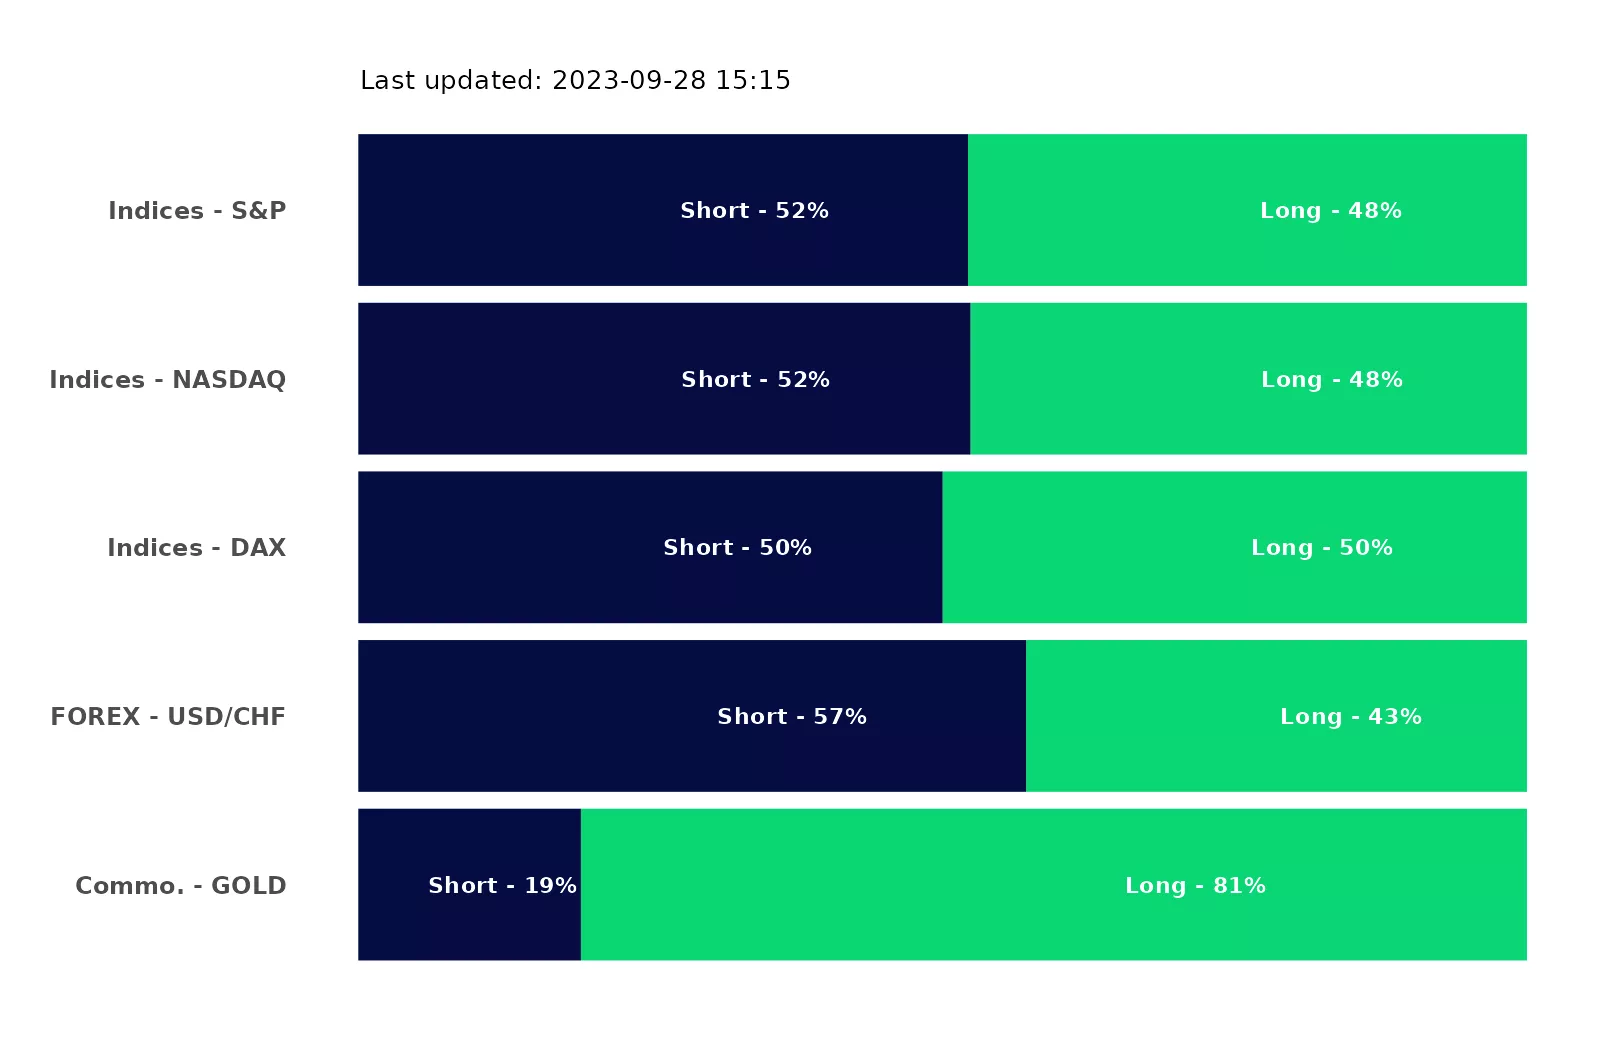 Last updated: 2023-09-28 15:15
Indices - S&P Short - 52% Long - 48%
Indices - NASDAQ Short - 52% Long - 48%
Indices - DAX Short - 50% Long - 50%
FOREX - USD/CHF Short - 57% Long - 43%
Commo. - GOLD Short - 19% Long - 81%